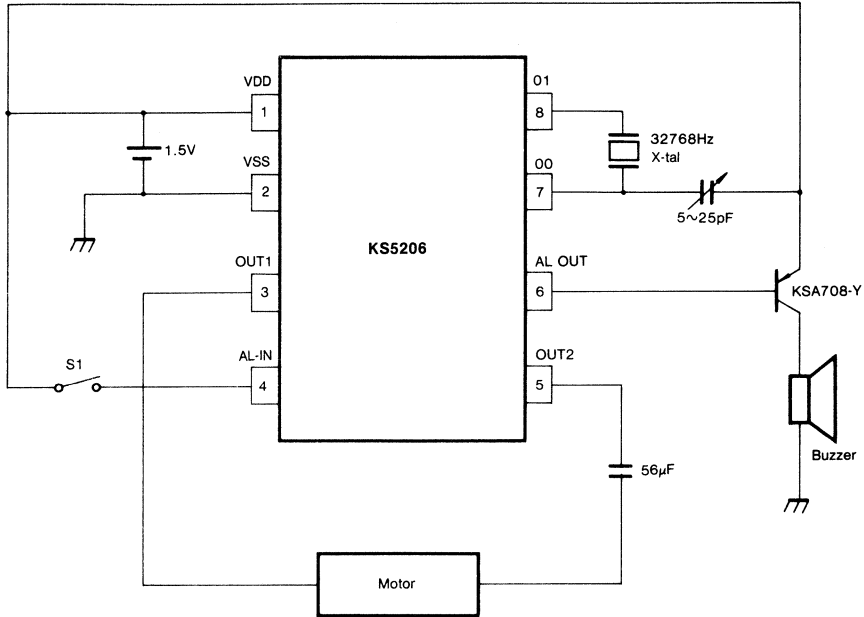 VDD
1
1.5V
VSS
2
OUT1
3
S1
AL-IN
4
KS5206
01
8
32768Hz
X-tal
00
7
5~25pF
AL OUT
6
KSA708-Y
OUT2
5
Buzzer
56µF
Motor